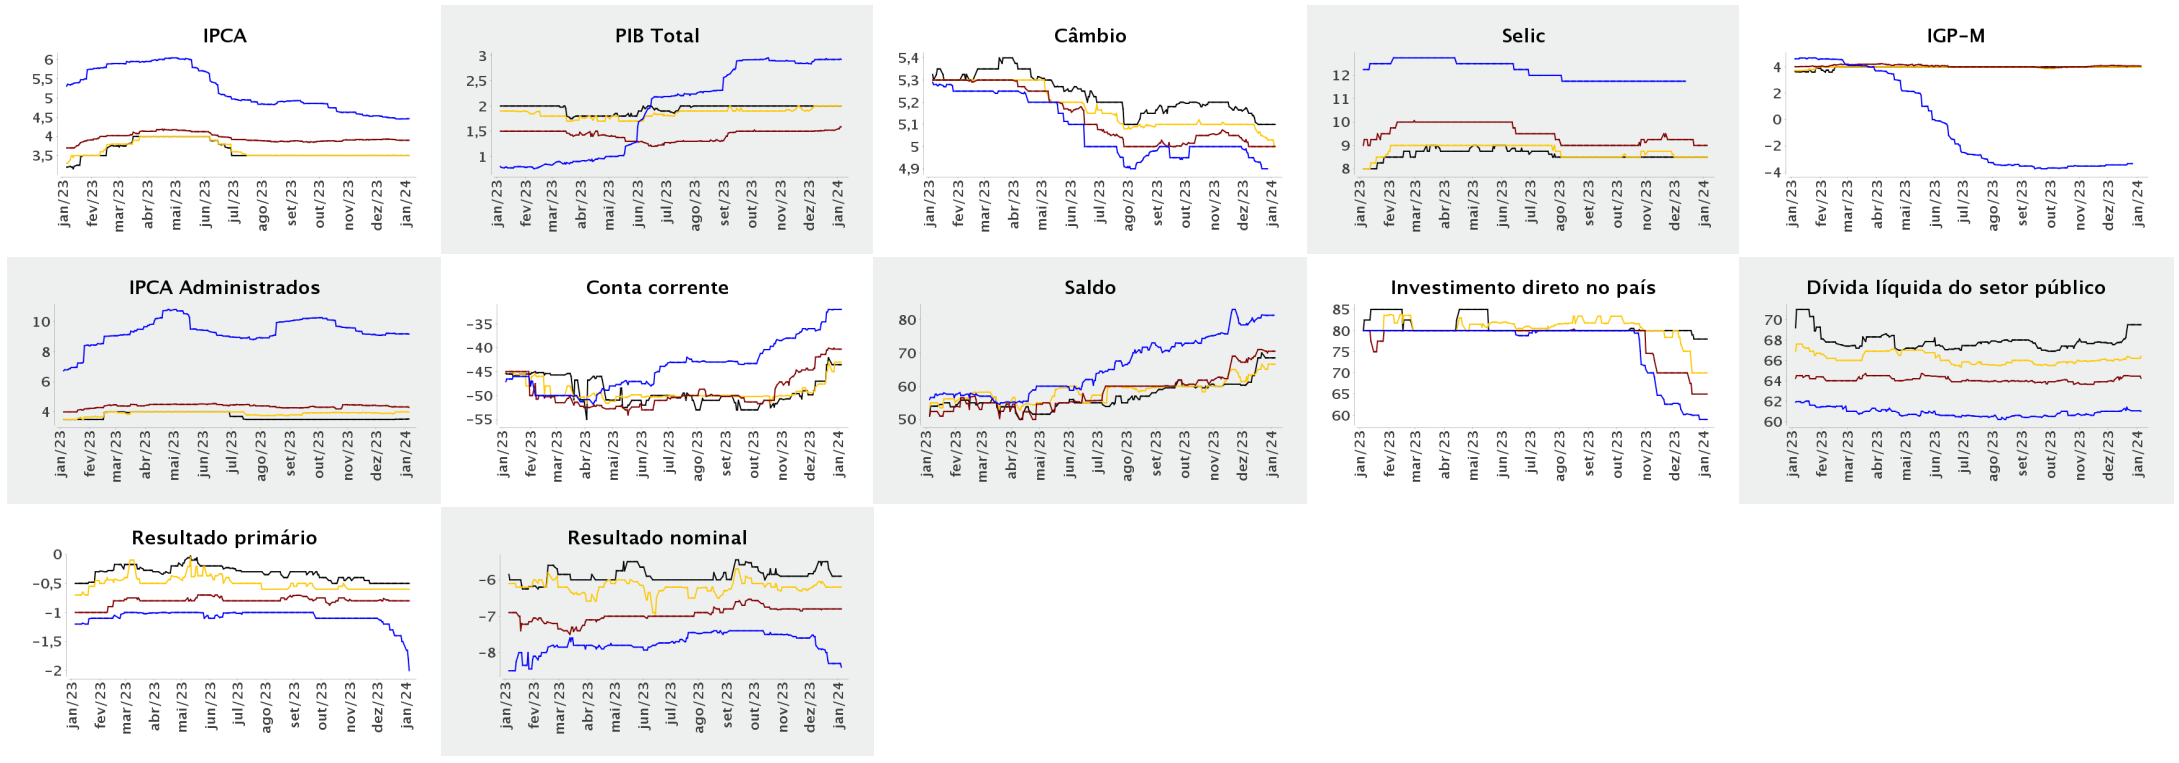 IPCA
6
5,5
5
4,5
4
3,5
jan/23
fev/23
mar/23
abr/23
mai/23
jun/23
jul/23
ago/23
set/23
out/23
nov/23
dez/23
jan/24
PIB Total
3
2,5
2
1,5
1
jan/23
fev/23
mar/23
abr/23
mai/23
jun/23
jul/23
ago/23
set/23
out/23
nov/23
dez/23
jan/24
Câmbio
5,4
5,3
5,2
5,1
5
4,9
jan/23
fev/23
mar/23
abr/23
mai/23
jun/23
jul/23
ago/23
set/23
out/23
nov/23
dez/23
jan/24
Selic
12
11
10
9
8
jan/23
fev/23
mar/23
abr/23
mai/23
jun/23
jul/23
ago/23
set/23
out/23
nov/23
dez/23
jan/24
IGP-M
4
2
0
-2
-4
jan/23
fev/23
mar/23
abr/23
mai/23
jun/23
jul/23
ago/23
set/23
out/23
nov/23
dez/23
jan/24
IPCA Administrados
10
8
6
4
jan/23
fev/23
mar/23
abr/23
mai/23
jun/23
jul/23
ago/23
set/23
out/23
nov/23
dez/23
jan/24
Conta corrente
-35
-40
-45
-50
-55
jan/23
fev/23
mar/23
abr/23
mai/23
jun/23
jul/23
ago/23
set/23
out/23
nov/23
dez/23
jan/24
Saldo
80
70
60
50
jan/23
fev/23
mar/23
abr/23
mai/23
jun/23
jul/23
ago/23
set/23
out/23
nov/23
dez/23
jan/24
Investimento direto no país
85
80
75
70
65
60
jan/23
fev/23
mar/23
abr/23
mai/23
jun/23
jul/23
ago/23
set/23
out/23
nov/23
dez/23
jan/24
Dívida líquida do setor público
70
68
66
64
62
60
jan/23
fev/23
mar/23
abr/23
mai/23
jun/23
jul/23
ago/23
set/23
out/23
nov/23
dez/23
jan/24
Resultado primário
0
-0,5
-1
-1,5
-2
jan/23
fev/23
mar/23
abr/23
mai/23
jun/23
jul/23
ago/23
set/23
out/23
nov/23
dez/23
jan/24
Resultado nominal
-6
-7
-8
jan/23
fev/23
mar/23
abr/23
mai/23
jun/23
jul/23
ago/23
set/23
out/23
nov/23
dez/23
jan/24